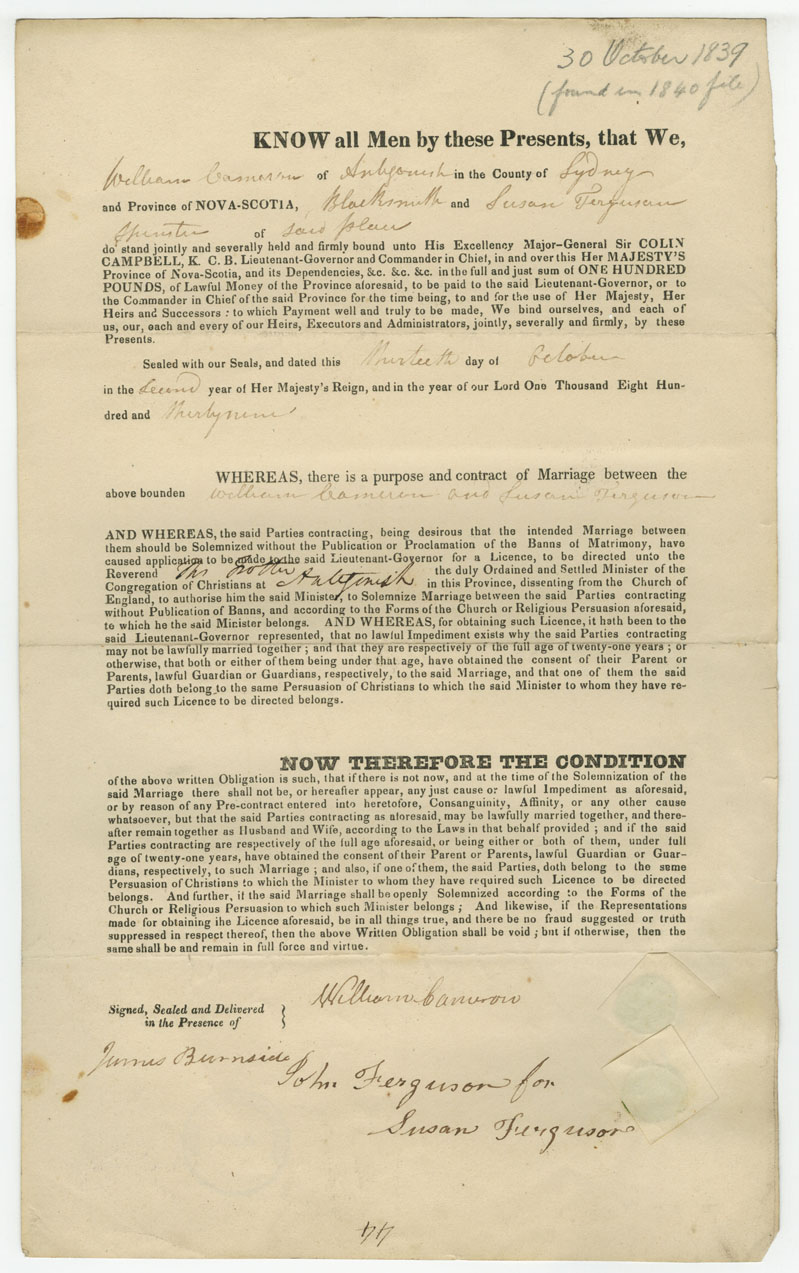 30 October 1839
(found in 1840 file)
KNOW all Men by these Presents, that We,
William Cameron of Antigonish in the County of Sydney
and Province of NOVA-SCOTIA, Blacksmith and Susan Ferguson
Spinster of said place
do stand jointly and severally held and firmly bound unto His Excellency Major-General Sir COLIN
CAMPBELL, K. C. B. Lieutenant-Governor and Commander in Chief, in and over this Her MAJESTY'S
Province of Nova-Scotia, and its Dependencies, &c. &c. &c. in the full and just sum of ONE HUNDRED
POUNDS, of Lawful Money of the Province aforesaid, to be paid to the said Lieutenant-Governor, or to
the Commander in Chief of the said Province for the time being, to and for the use of Her Majesty, Her
Heirs and Successors : to which Payment well and truly to be made, We bind ourselves, and each of
us, our, each and every of our Heirs, Executors and Administrators, jointly, severally and firmly, by these
Presents.
Sealed with our Seals, and dated this day of October
in the Second year of Her Majesty's Reign, and in the year of our Lord One Thousand Eight Hun-
dred and Thirtynine
WHEREAS, there is a purpose and contract of Marriage between the
above bounden William Cameron and Susan Ferguson
AND WHEREAS, the said Parties contracting, being desirous that the intended Marriage between
them should be Solemnized without the Publication or Proclamation of the Banns of Matrimony, have
caused application to be made to the said Lieutenant-Governor for a Licence, to be directed unto the
Reverend Thos Trotter the duly Ordained and Settled Minister of the
Congregation of Christians at Antigonish in this Province, dissenting from the Church of
England, to authorise him the said Minister, to Solemnize Marriage between the said Parties contracting
without Publication of Banns, and according to the Forms of the Church or Religious Persuasion aforesaid,
to which he the said Minister belongs. AND WHEREAS, for obtaining such Licence, it hath been to the
said Lieutenant-Governor represented, that no lawful Impediment exists why the said Parties contracting
may not be lawfully married together ; and that they are respectively of the full age of twenty-one years ; or
otherwise, that both or either of them being under that age, have obtained the consent of their Parent or
Parents, lawful Guardian or Guardians, respectively, to the said Marriage, and that one of them the said
Parties doth belong to the same Persuasion of Christians to which the said Minister to whom they have re-
quired such Licence to be directed belongs.
NOW THEREFORE THE CONDITION
of the above written Obligation is such, that if there is not now, and at the time of the Solemnization of the
said Marriage there shall not be, or hereafter appear, any just cause or lawful Impediment as aforesaid,
or by reason of any Pre-contract entered into heretofore, Consanguinity, Affinity, or any other cause
whatsoever, but that the said Parties contracting as aforesaid, may be lawfully married together, and there-
after remain together as Husband and Wife, according to the Laws in that behalf provided ; and if the said
Parties contracting are respectively of the full age aforesaid, or being either or both of them, under full
age of twenty-one years, have obtained the consent of their Parent or Parents, lawful Guardian or Guar-
dians, respectively, to such Marriage ; and also, if one of them, the said Parties, doth belong to the same
Persuasion of Christians to which the Minister to whom they have required such Licence to be directed
belongs. And further, if the said Marriage shall be openly Solemnized according to the Forms of the
Church or Religious Persuasion to which such Minister belongs ; And likewise, if the Representations
made for obtaining the Licence aforesaid, be in all things true, and there be no fraud suggested or truth
suppressed in respect thereof, then the above Written Obligation shall be void ; but if otherwise, then the
same shall be and remain in full force and virtue.
William Cameron
Signed, Sealed and Delivered
in the Presence of
James Burnside
John Ferguson for
Susan Ferguson
44